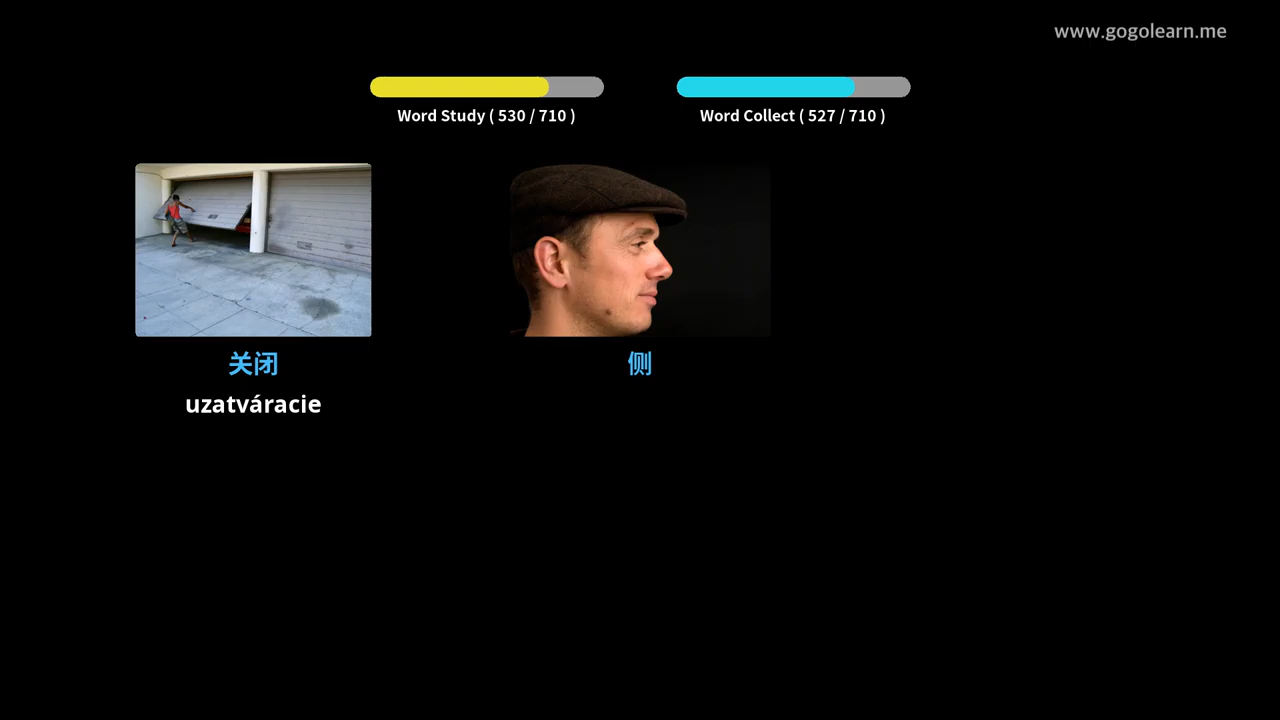 www.gogolearn.me
Word Study ( 530 / 710 )
Word Collect ( 527 / 710 )
关闭
侧
uzatváracie